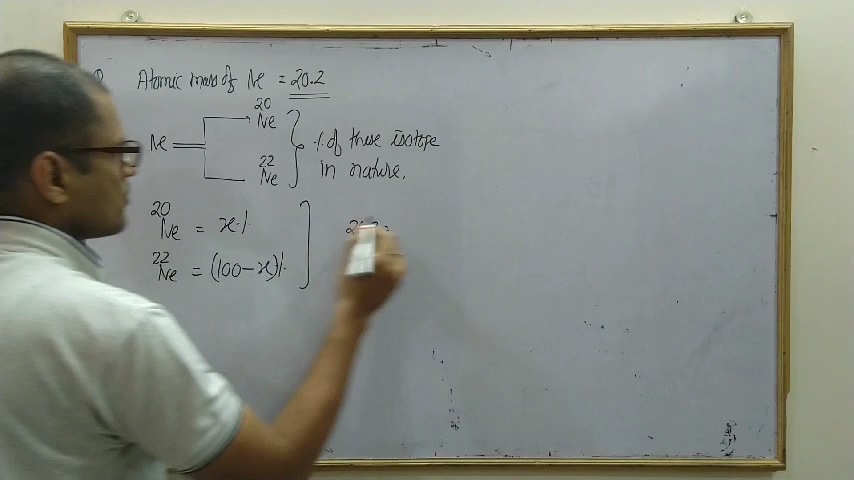 Atomic mass of Ne = 20.2
20
Ne
Ne
22
Ne
% of these isotope
in nature.
20
Ne = x%
22
Ne = (100-x)%